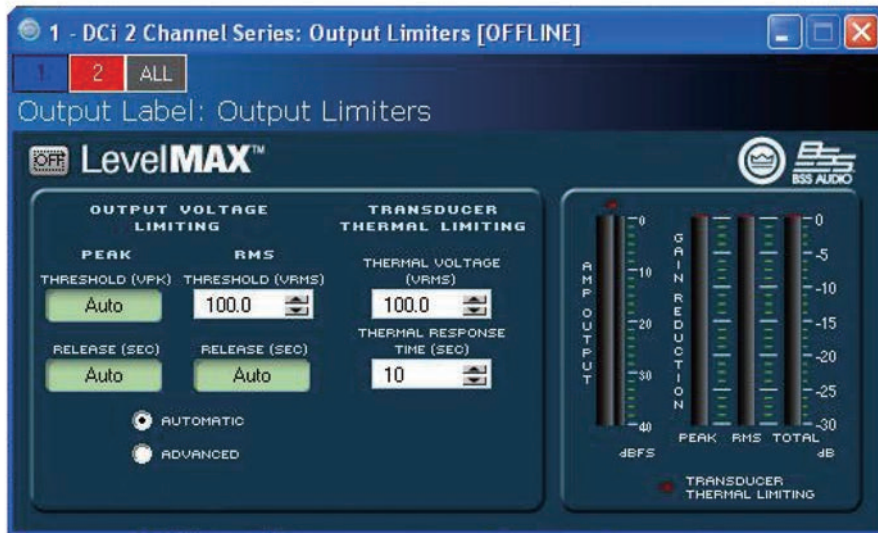 1 - DCi 2 Channel Series: Output Limiters [OFFLINE]
1 2 ALL
Output Label: Output Limiters
OFF LevelMAX™
BSS AUDIO
OUTPUT VOLTAGE
LIMITING
PEAK RMS
THRESHOLD (VPK) THRESHOLD (VRMS)
Auto 100.0
RELEASE (SEC) RELEASE (SEC)
Auto Auto
AUTOMATIC
ADVANCED
TRANSDUCER
THERMAL LIMITING
THERMAL VOLTAGE
(VRMS)
100.0
THERMAL RESPONSE
TIME (SEC)
10
AMP OUTPUT
0
-10
-20
-30
-40
dBFS
GAIN REDUCTION
0
-5
-10
-15
-20
-25
-30
PEAK RMS TOTAL
dB
TRANSDUCER
THERMAL LIMITING